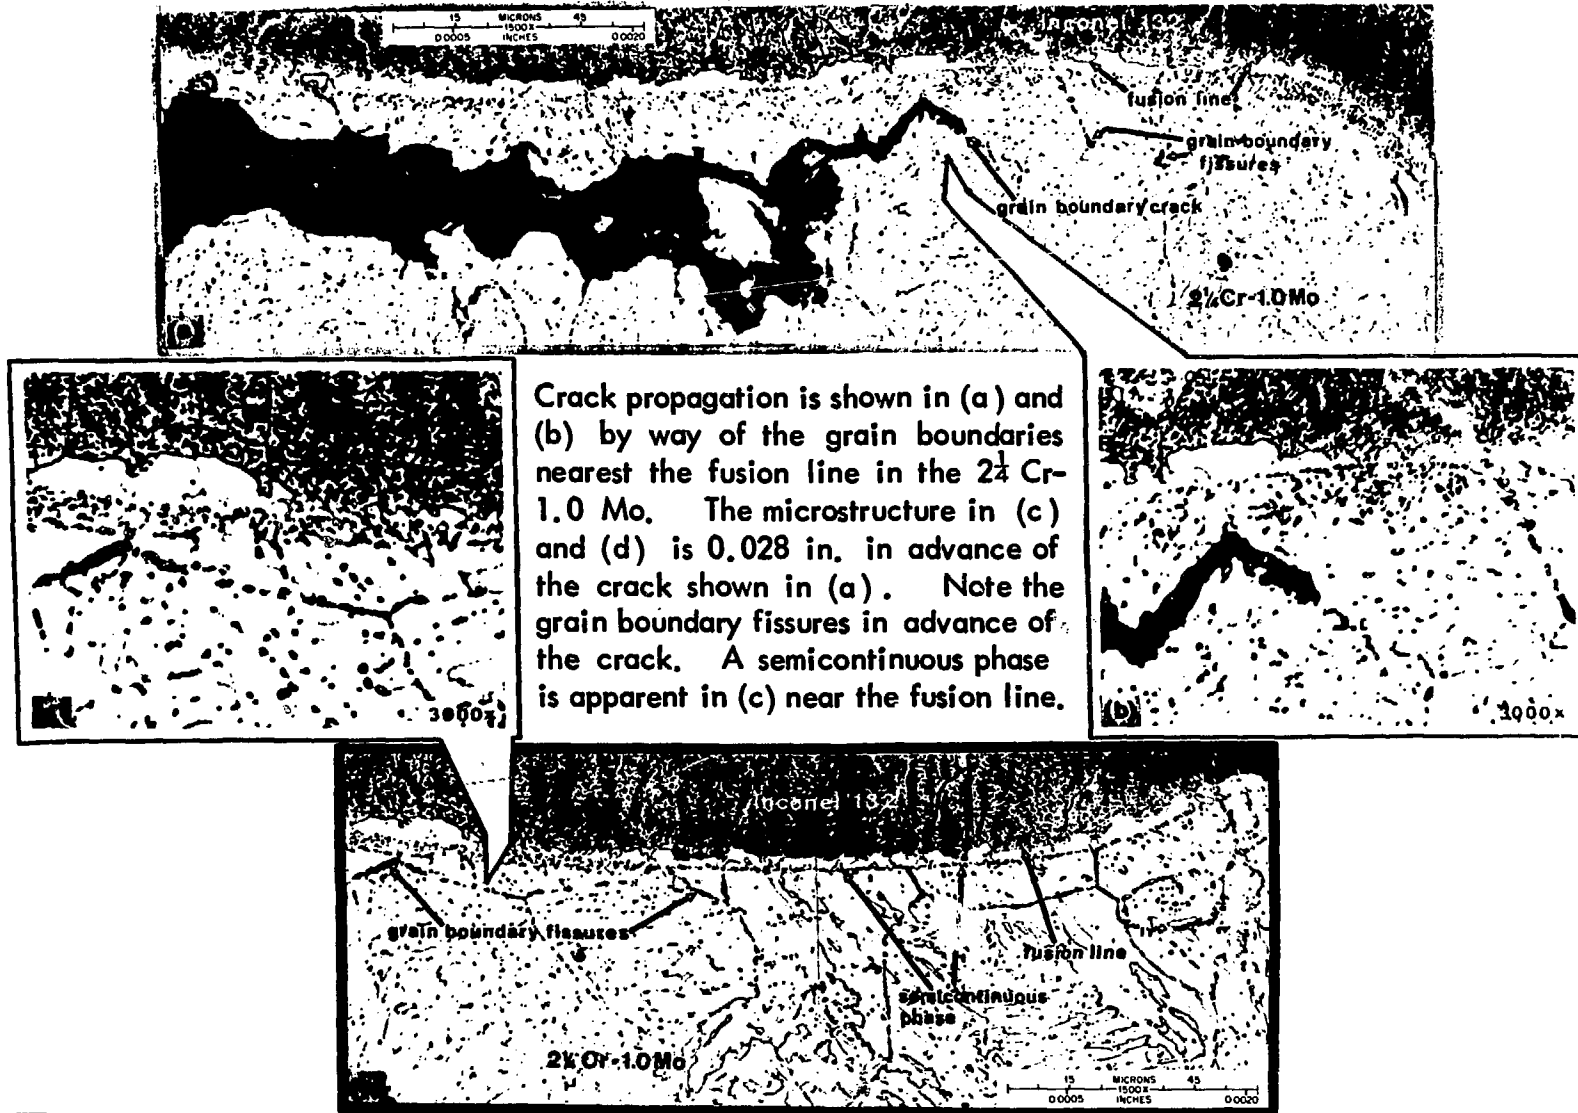 15 MICRONS 45
1500X
0.0005 INCHES 0.0020
Inconel 132
fusion line
grain boundary
fissures
grain boundary crack
2¼Cr-1.0Mo
Crack propagation is shown in (a) and
(b) by way of the grain boundaries
nearest the fusion line in the 2¼ Cr-
1.0 Mo. The microstructure in (c)
and (d) is 0.028 in. in advance of
the crack shown in (a). Note the
grain boundary fissures in advance of
the crack. A semicontinuous phase
is apparent in (c) near the fusion line.
3000x
(b)
3000x
Inconel 132
grain boundary fissures
fusion line
semicontinuous
phase
2¼Cr-1.0Mo
15 MICRONS 45
1500X
0.0005 INCHES 0.0020